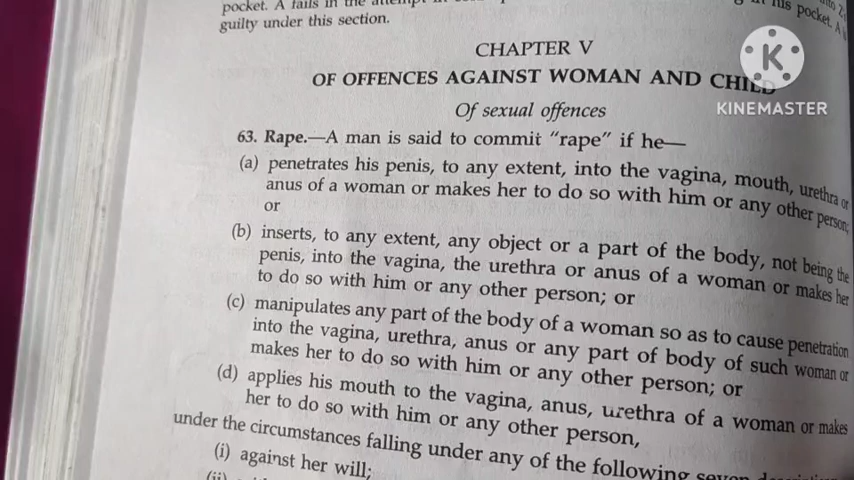 pocket. A fails in the
his pocket. A
guilty under this section.
CHAPTER V
OF OFFENCES AGAINST WOMAN AND CHILD
K
KINEMASTER
Of sexual offences
63. Rape.—A man is said to commit "rape" if he—
(a) penetrates his penis, to any extent, into the vagina, mouth, urethra or
anus of a woman or makes her to do so with him or any other person;
or
(b) inserts, to any extent, any object or a part of the body, not being the
penis, into the vagina, the urethra or anus of a woman or makes her
to do so with him or any other person; or
(c) manipulates any part of the body of a woman so as to cause penetration
into the vagina, urethra, anus or any part of body of such woman or
makes her to do so with him or any other person; or
(d) applies his mouth to the vagina, anus, urethra of a woman or makes
her to do so with him or any other person,
under the circumstances falling under any of the following seven
(i) against her will;
(ii)